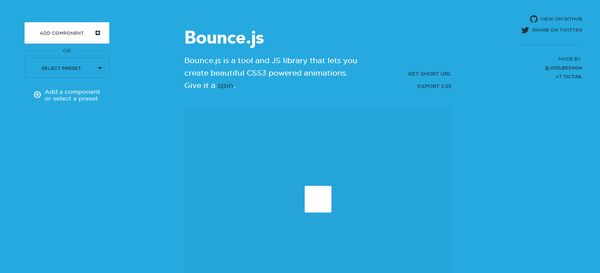 ADD COMPONENT
OR
SELECT PRESET
Add a component
or select a preset
Bounce.js
Bounce.js is a tool and JS library that lets you
create beautiful CSS3 powered animations.
Give it a spin.
GET SHORT URL
EXPORT CSS
VIEW ON GITHUB
SHARE ON TWITTER
MADE BY
@JOELBESADA
AT TICTAIL